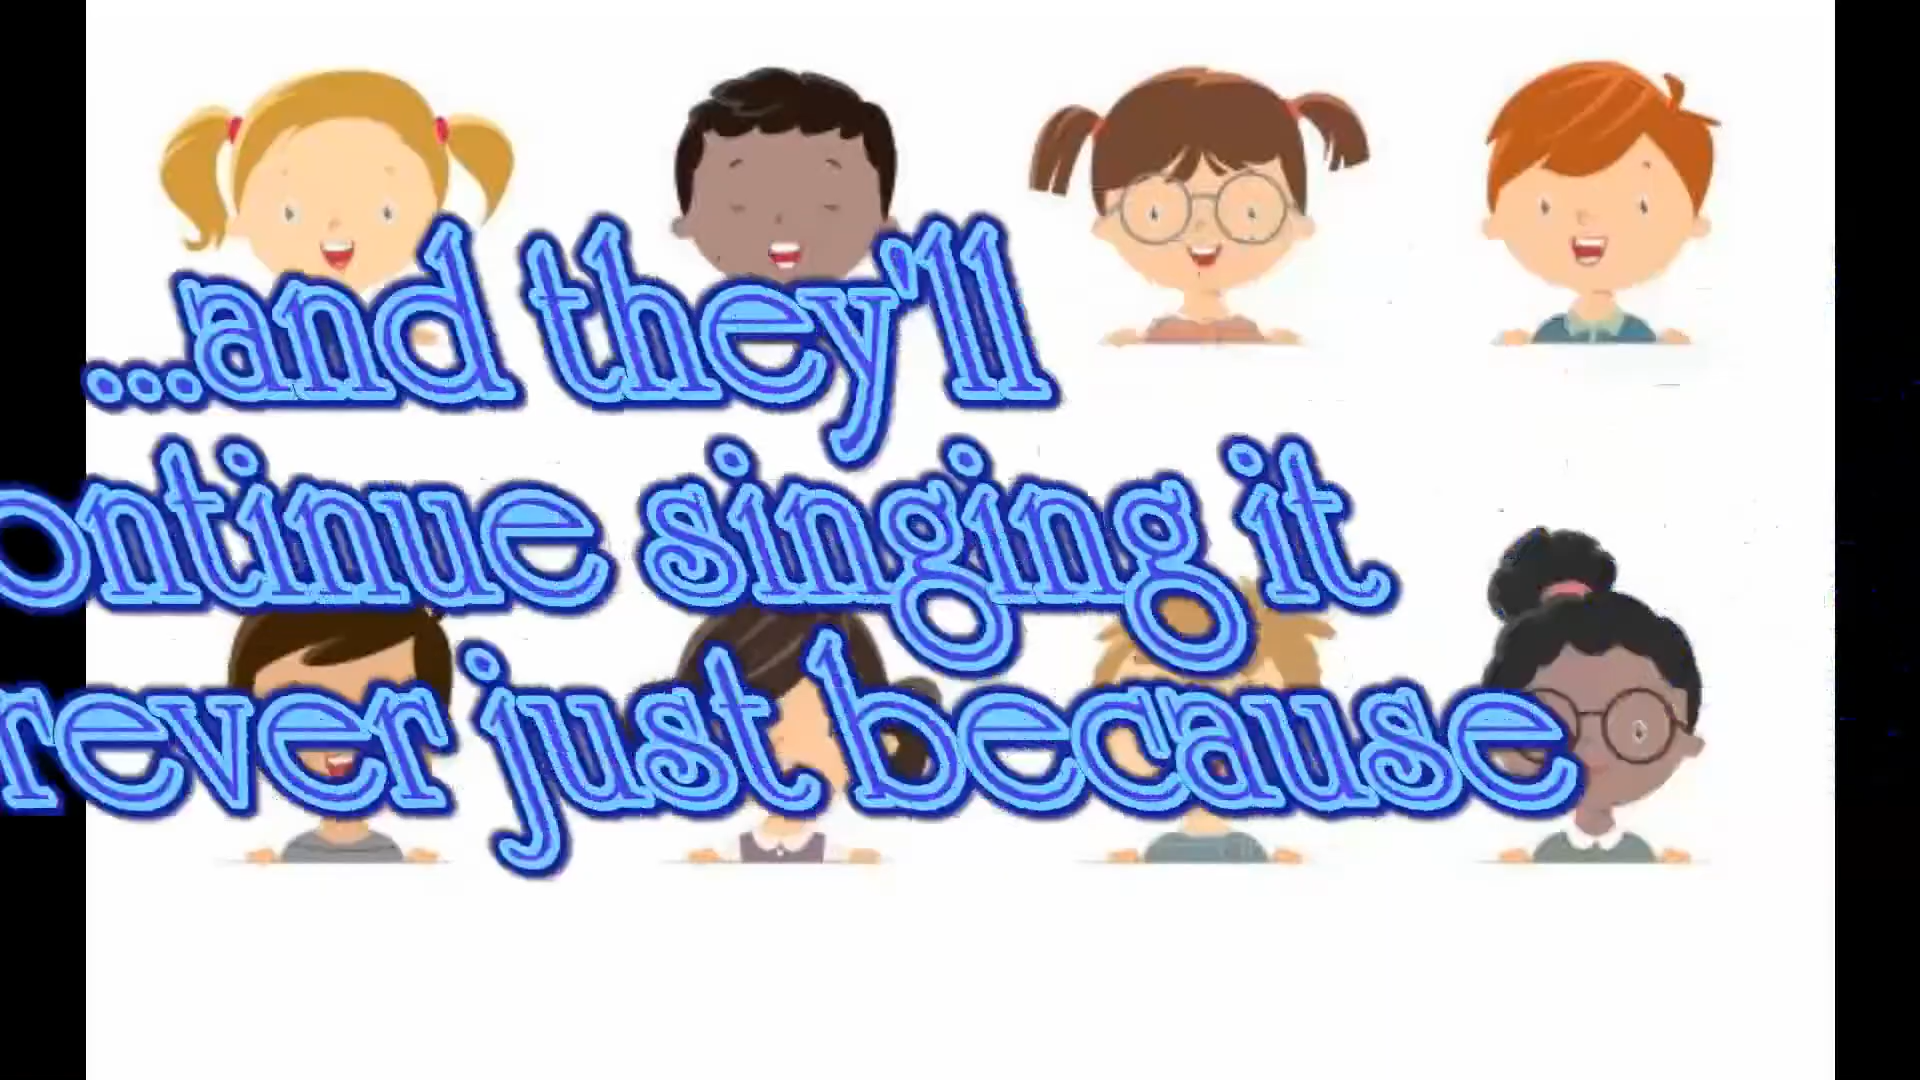 ...and they'll
ontinue singing it
rever just because